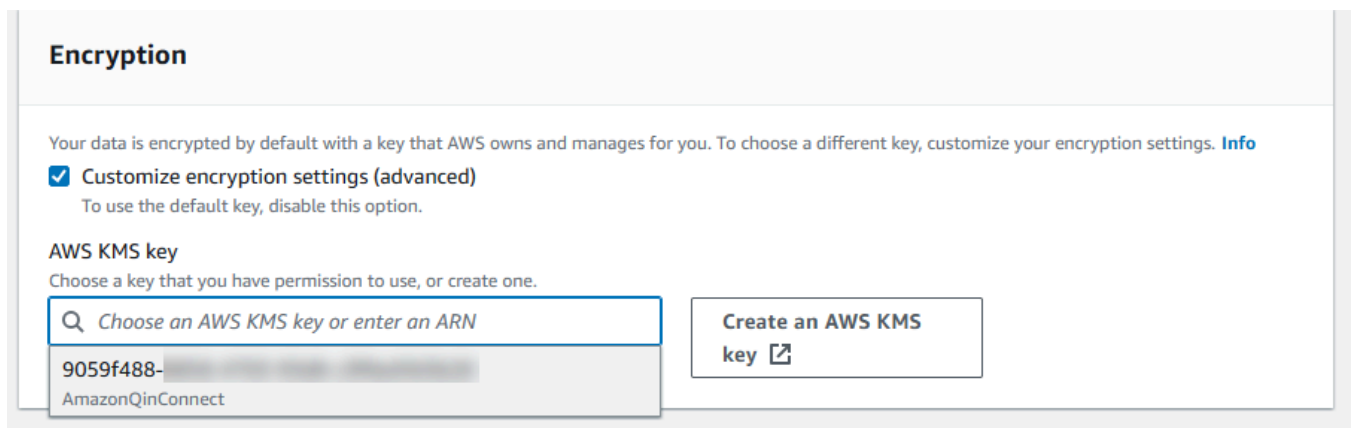 Encryption
Your data is encrypted by default with a key that AWS owns and manages for you. To choose a different key, customize your encryption settings. Info
Customize encryption settings (advanced)
To use the default key, disable this option.
AWS KMS key
Choose a key that you have permission to use, or create one.
Choose an AWS KMS key or enter an ARN
Create an AWS KMS
key
9059f488-
AmazonQinConnect